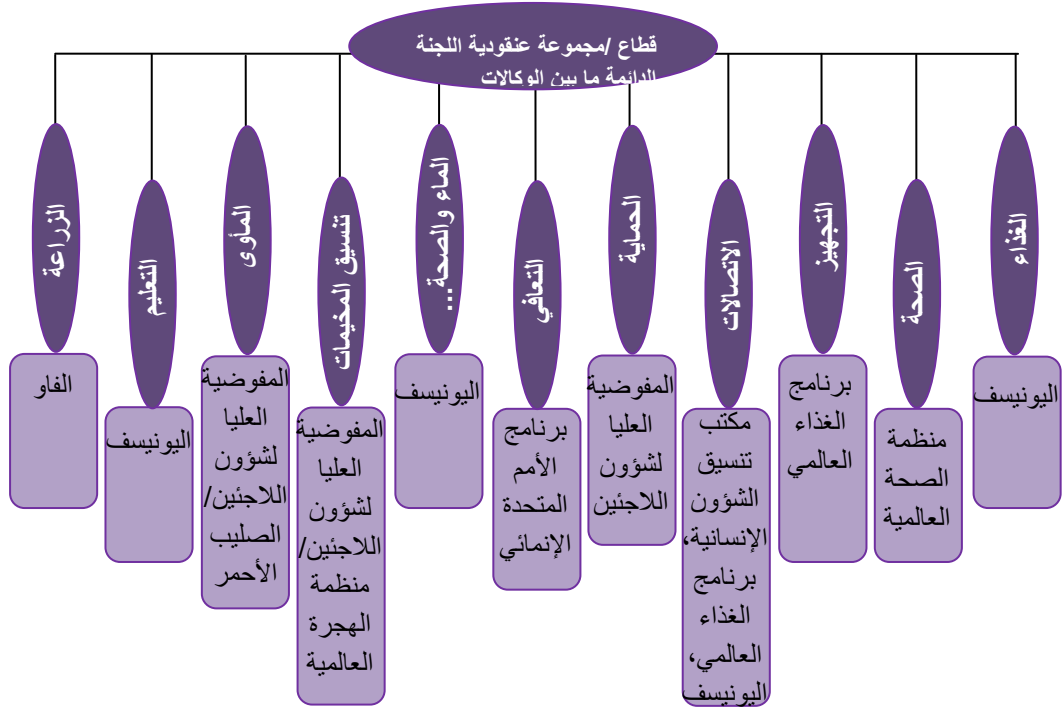 قطاع /مجموعة عنقودية اللجنة
الدائمة ما بين الوكالات
الغذاء
الصحة
التجهيز
الاتصالات
الحماية
التعافي
الماء والصحة...
تنسيق المخيمات
المأوى
التعليم
الزراعة
اليونيسف
منظمة
الصحة
العالمية
برنامج
الغذاء
العالمي
مكتب
تنسيق
الشؤون
الإنسانية،
برنامج
الغذاء
العالمي،
اليونيسف
المفوضية
العليا
لشؤون
اللاجئين
برنامج
الأمم
المتحدة
الإنمائي
اليونيسف
المفوضية
العليا
لشؤون
اللاجئين/
منظمة
الهجرة
العالمية
المفوضية
العليا
لشؤون
اللاجئين/
الصليب
الأحمر
اليونيسف
الفاو